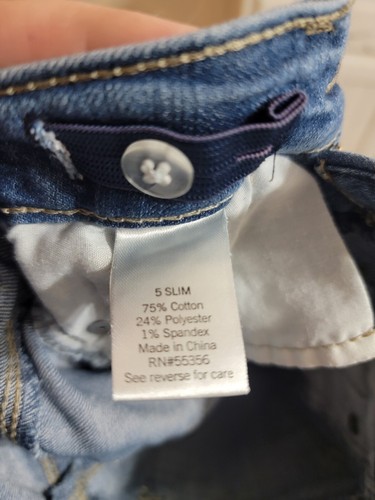 5 SLIM
75% Cotton
24% Polyester
1% Spandex
Made in China
RN#55356
See reverse for care